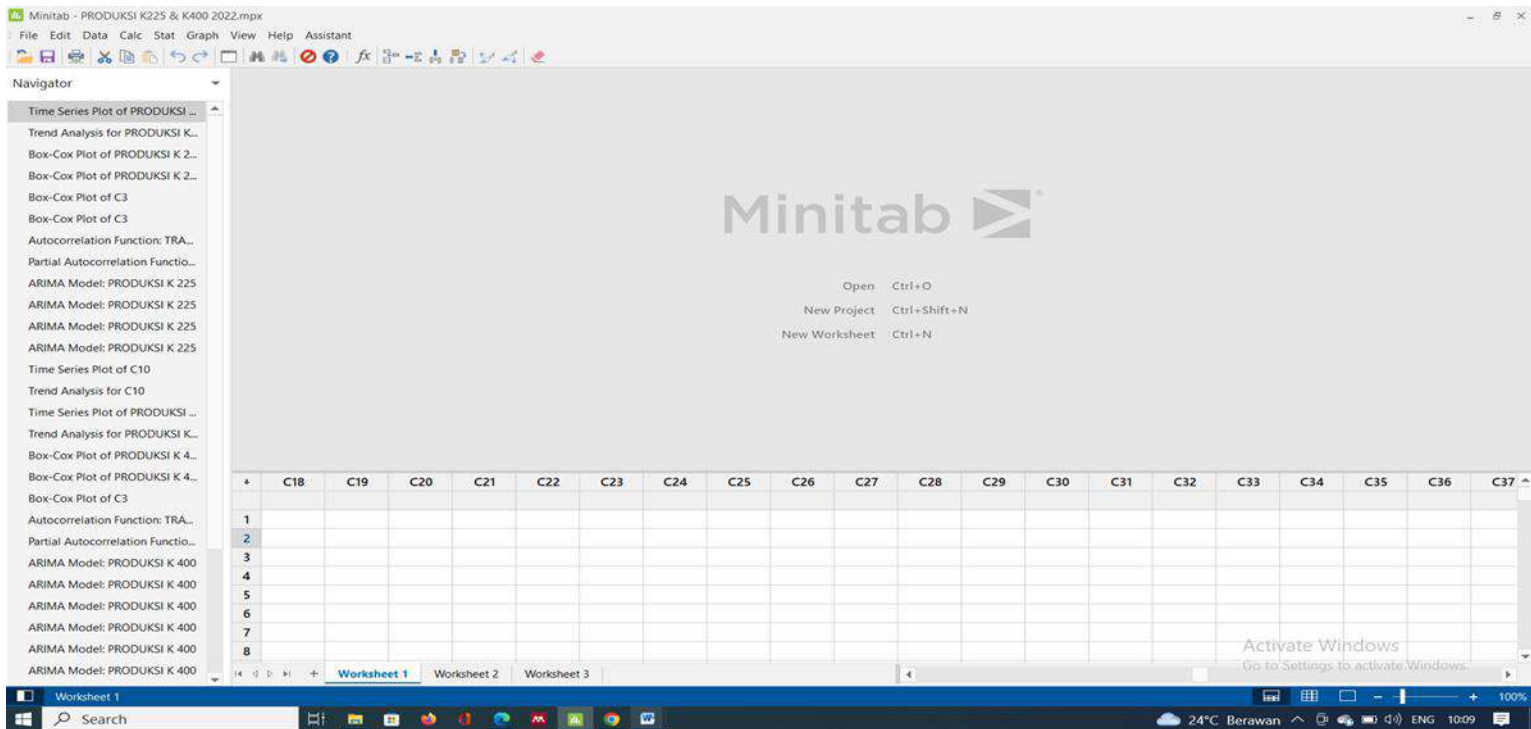 Minitab - PRODUKSI K225 & K400 2022.mpx
File Edit Data Calc Stat Graph View Help Assistant
Navigator
Time Series Plot of PRODUKSI ...
Trend Analysis for PRODUKSI K...
Box-Cox Plot of PRODUKSI K 2...
Box-Cox Plot of PRODUKSI K 2...
Box-Cox Plot of C3
Box-Cox Plot of C3
Autocorrelation Function: TRA...
Partial Autocorrelation Functio...
ARIMA Model: PRODUKSI K 225
ARIMA Model: PRODUKSI K 225
ARIMA Model: PRODUKSI K 225
ARIMA Model: PRODUKSI K 225
Time Series Plot of C10
Trend Analysis for C10
Time Series Plot of PRODUKSI ...
Trend Analysis for PRODUKSI K...
Box-Cox Plot of PRODUKSI K 4...
Box-Cox Plot of PRODUKSI K 4...
Box-Cox Plot of C3
Autocorrelation Function: TRA...
Partial Autocorrelation Functio...
ARIMA Model: PRODUKSI K 400
ARIMA Model: PRODUKSI K 400
ARIMA Model: PRODUKSI K 400
ARIMA Model: PRODUKSI K 400
ARIMA Model: PRODUKSI K 400
ARIMA Model: PRODUKSI K 400
Minitab
Open Ctrl+O
New Project Ctrl+Shift+N
New Worksheet Ctrl+N
C18 C19 C20 C21 C22 C23 C24 C25 C26 C27 C28 C29 C30 C31 C32 C33 C34 C35 C36 C37
1
2
3
4
5
6
7
8
Activate Windows
Go to Settings to activate Windows.
Worksheet 1 Worksheet 2 Worksheet 3
Worksheet 1
100%
Search
24°C Berawan
ENG
10:09